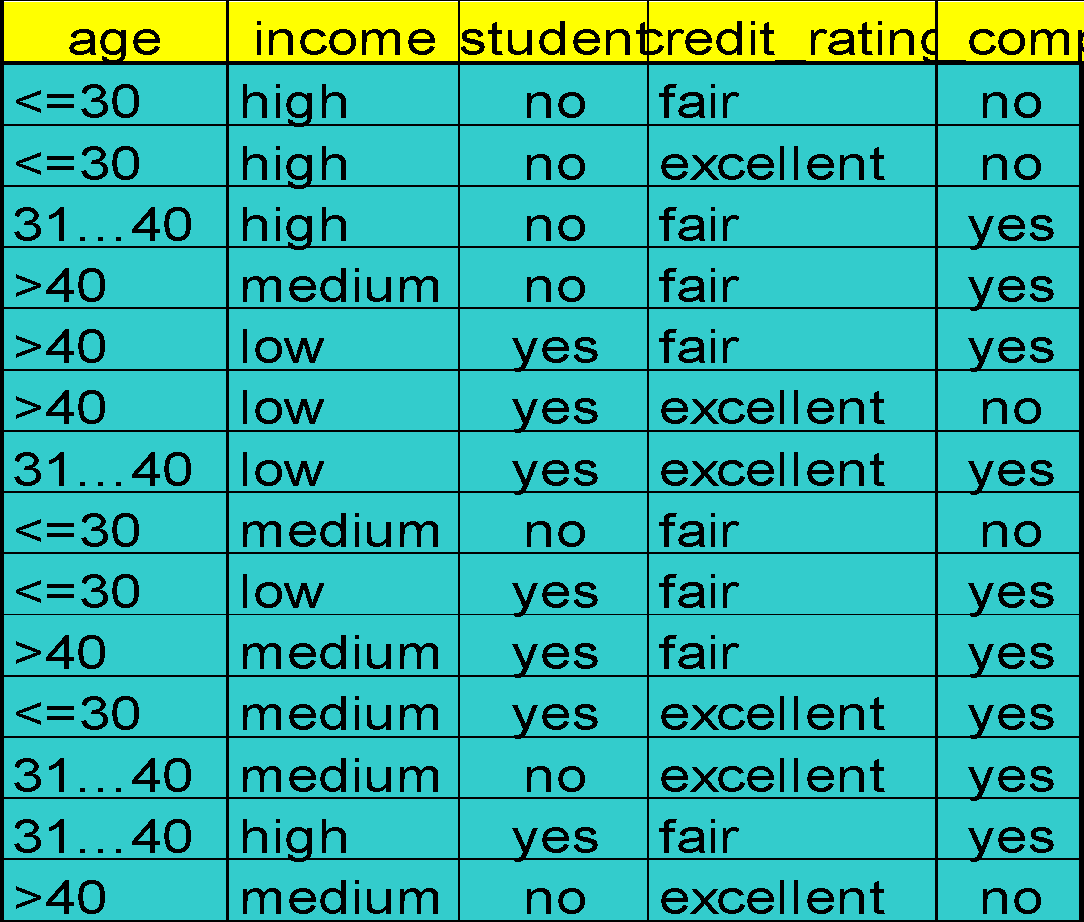 age income student credit_rating _comp
<=30 high no fair no
<=30 high no excellent no
31…40 high no fair yes
>40 medium no fair yes
>40 low yes fair yes
>40 low yes excellent no
31…40 low yes excellent yes
<=30 medium no fair no
<=30 low yes fair yes
>40 medium yes fair yes
<=30 medium yes excellent yes
31…40 medium no excellent yes
31…40 high yes fair yes
>40 medium no excellent no